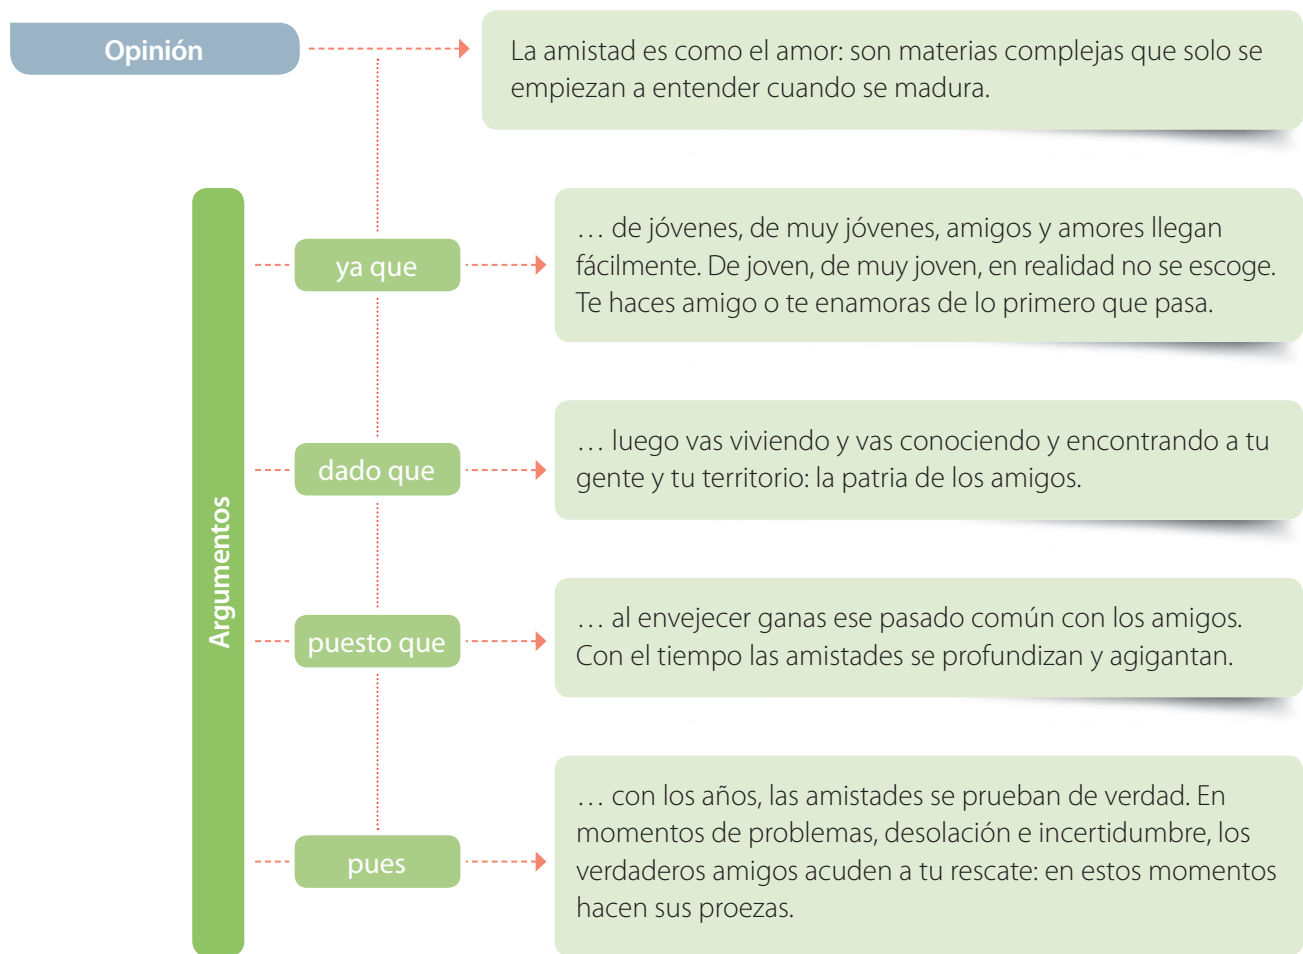 Opinión
La amistad es como el amor: son materias complejas que solo se
empiezan a entender cuando se madura.
Argumentos
ya que
… de jóvenes, de muy jóvenes, amigos y amores llegan
fácilmente. De joven, de muy joven, en realidad no se escoge.
Te haces amigo o te enamoras de lo primero que pasa.
dado que
… luego vas viviendo y vas conociendo y encontrando a tu
gente y tu territorio: la patria de los amigos.
puesto que
… al envejecer ganas ese pasado común con los amigos.
Con el tiempo las amistades se profundizan y agigantan.
pues
… con los años, las amistades se prueban de verdad. En
momentos de problemas, desolación e incertidumbre, los
verdaderos amigos acuden a tu rescate: en estos momentos
hacen sus proezas.